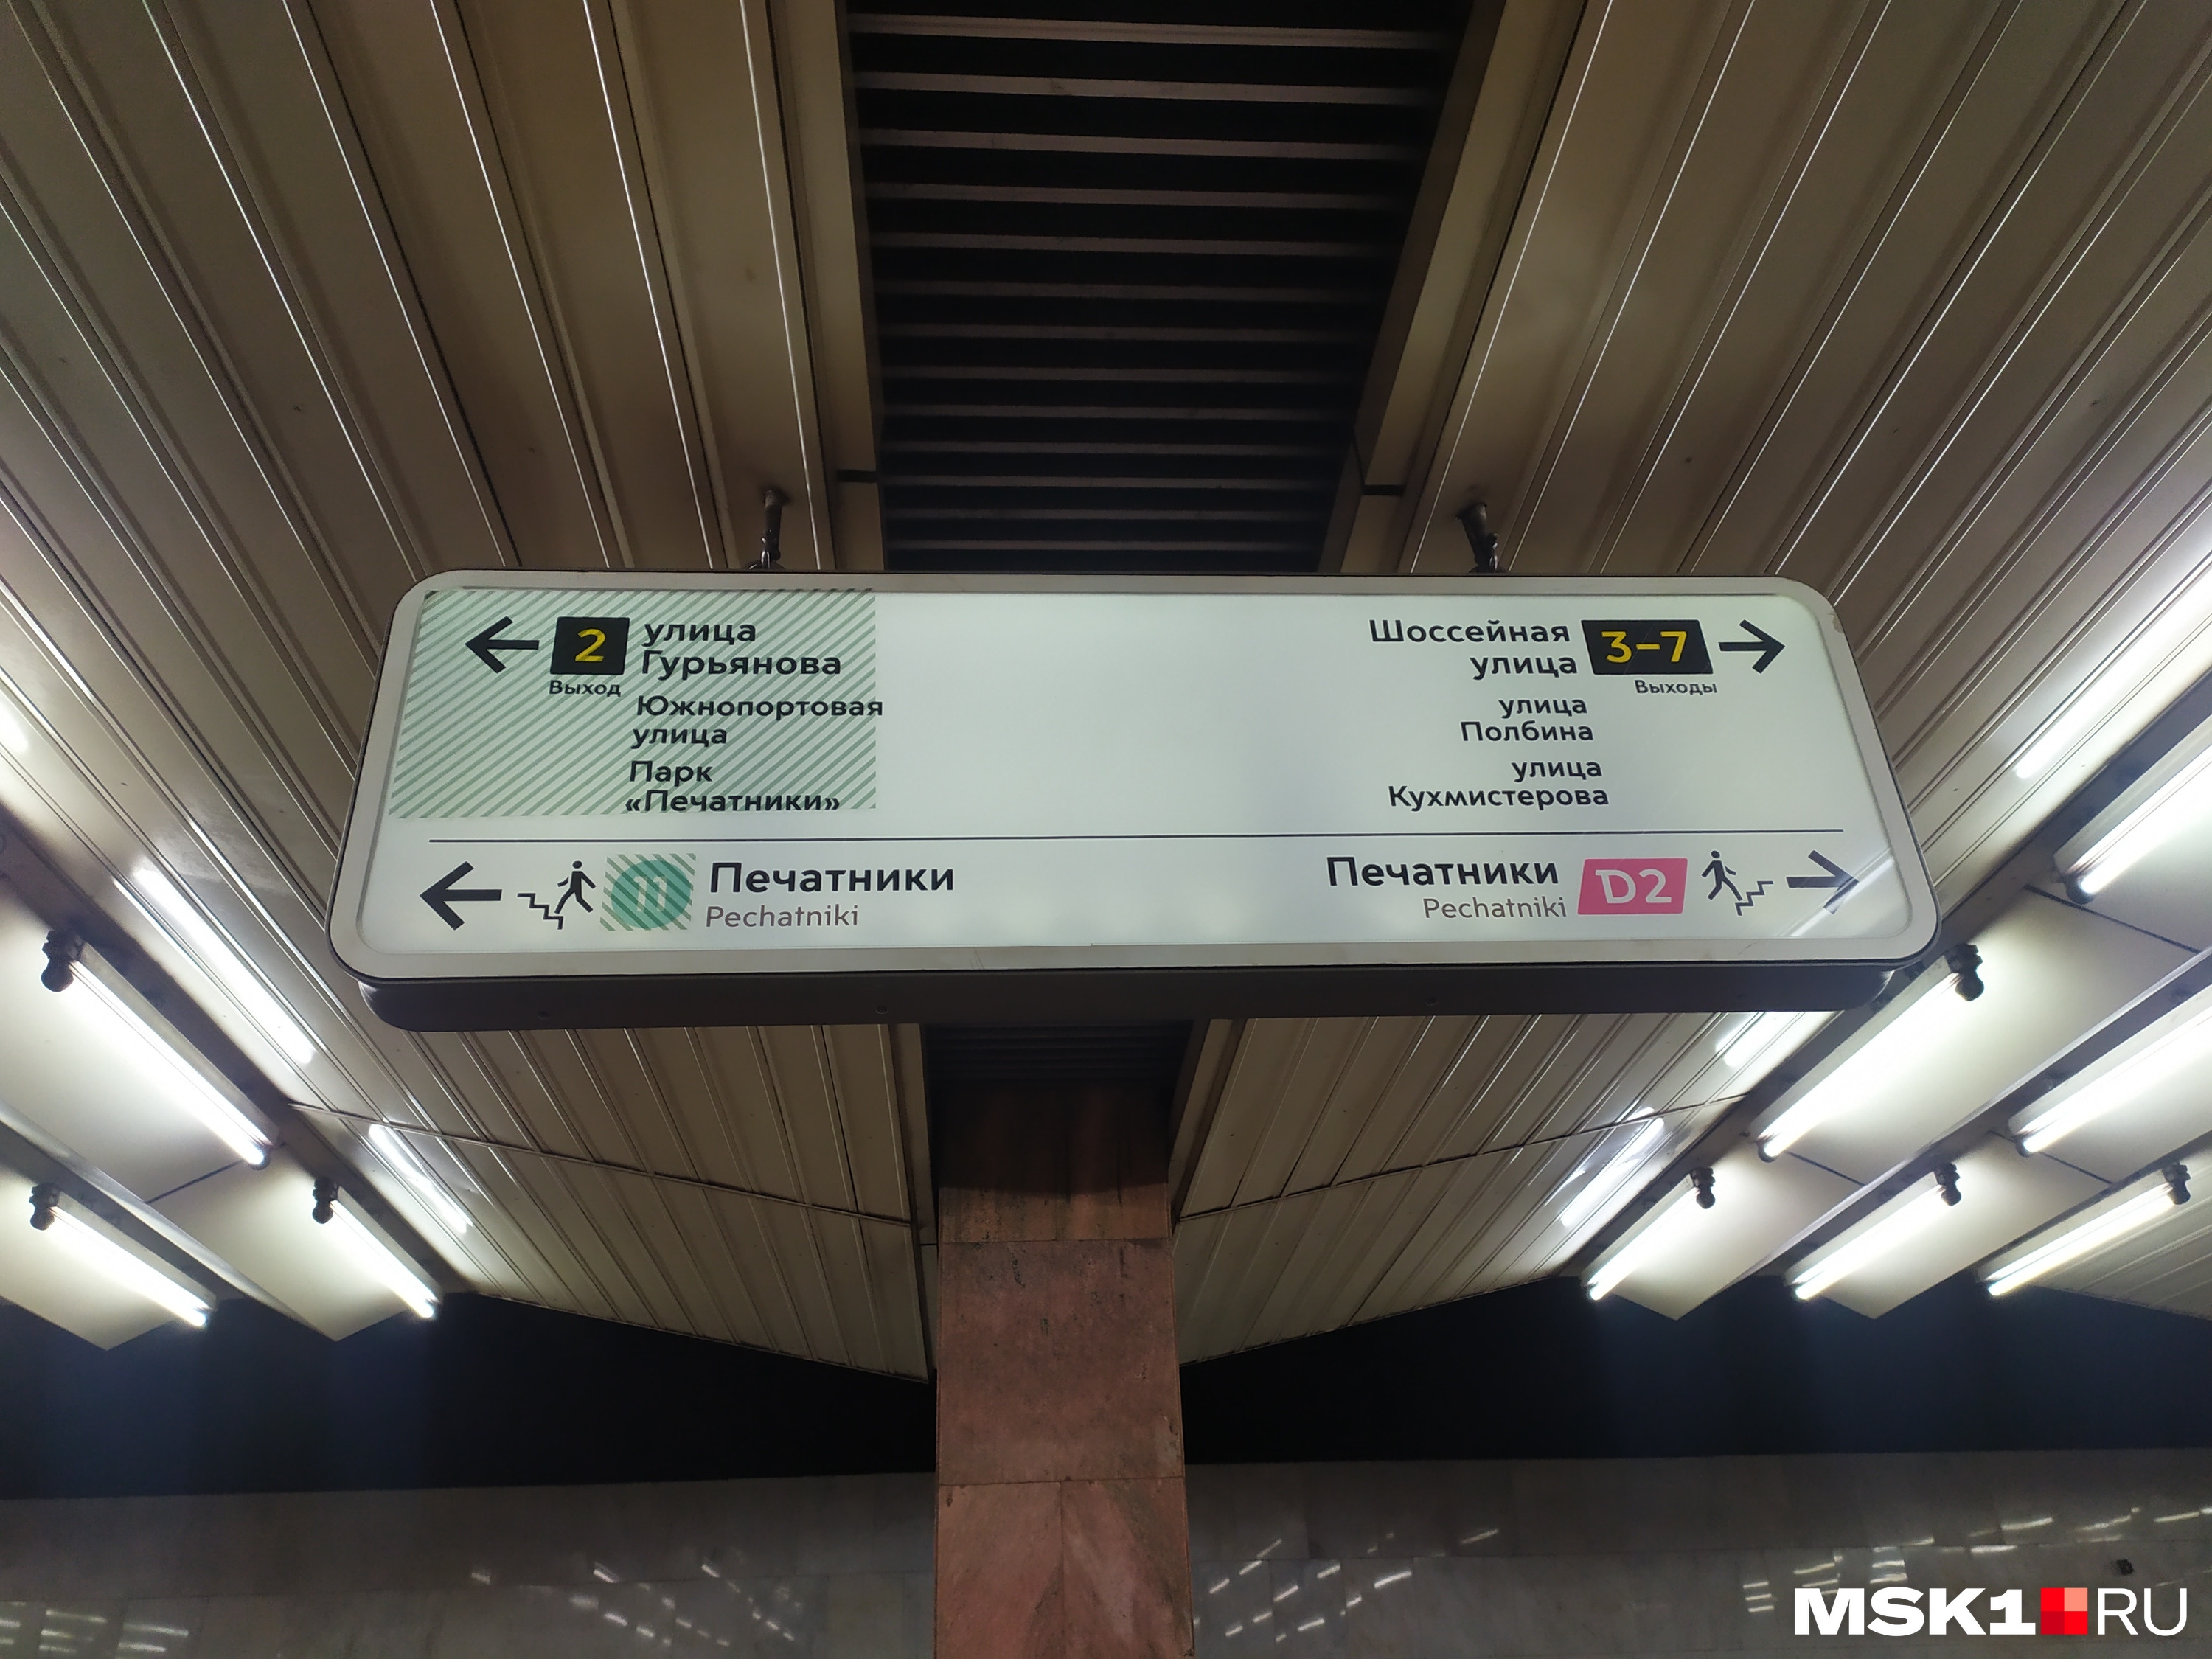 2
Выход
улица
Гурьянова
Южнопортовая
улица
Парк
«Печатники»
Шоссейная
улица
3–7
Выходы
улица
Полбина
улица
Кухмистерова
11
Печатники
Pechatniki
Печатники
Pechatniki
D2
MSK1.RU